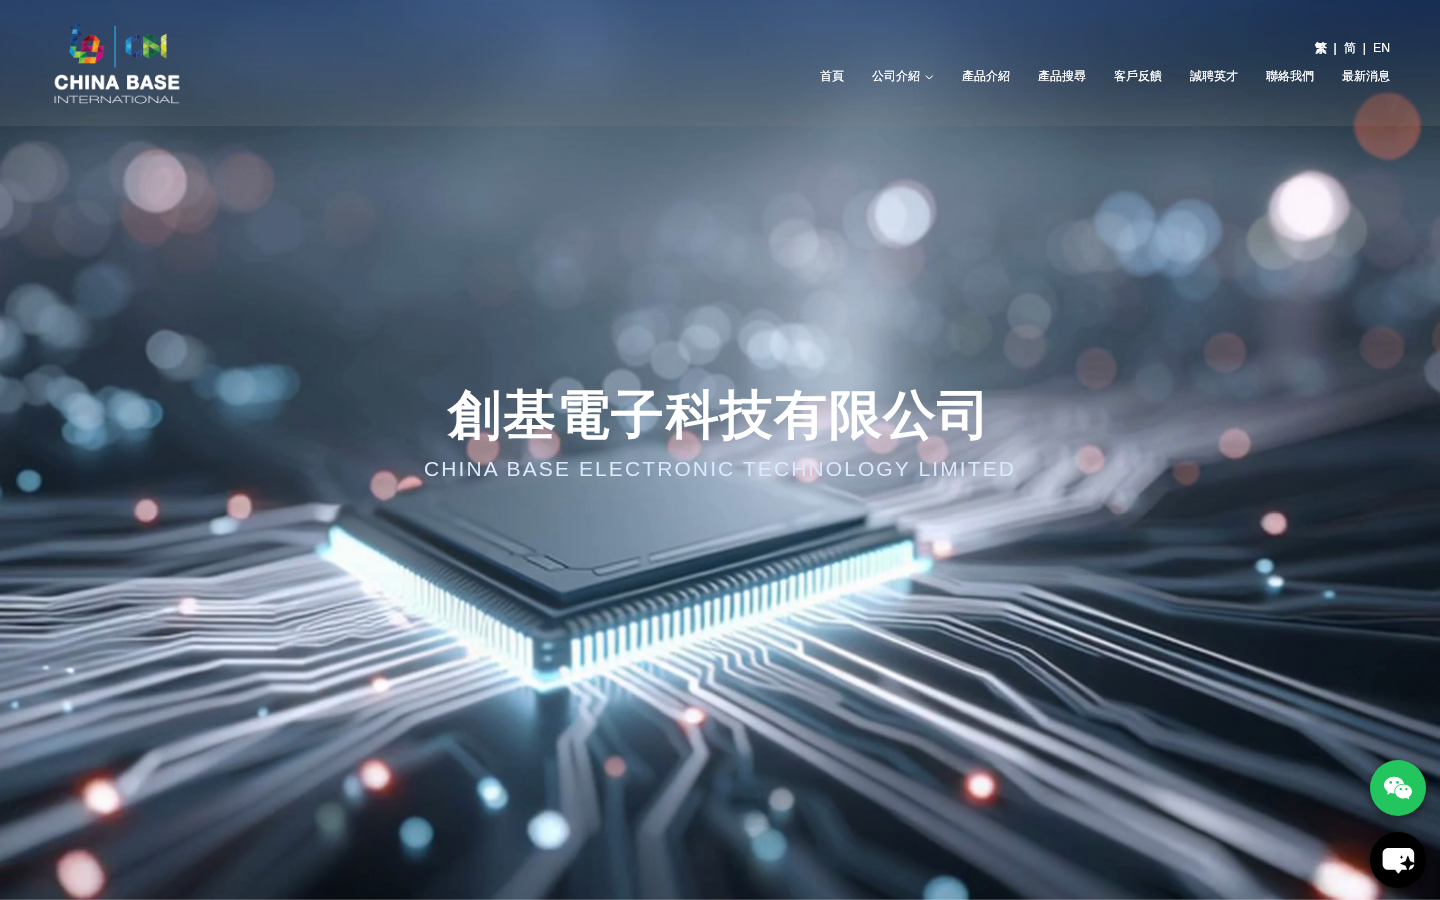 CHINA BASE
INTERNATIONAL
繁 | 简 | EN
首頁 公司介紹 產品介紹 產品搜尋 客戶反饋 誠聘英才 聯絡我們 最新消息
創基電子科技有限公司
CHINA BASE ELECTRONIC TECHNOLOGY LIMITED